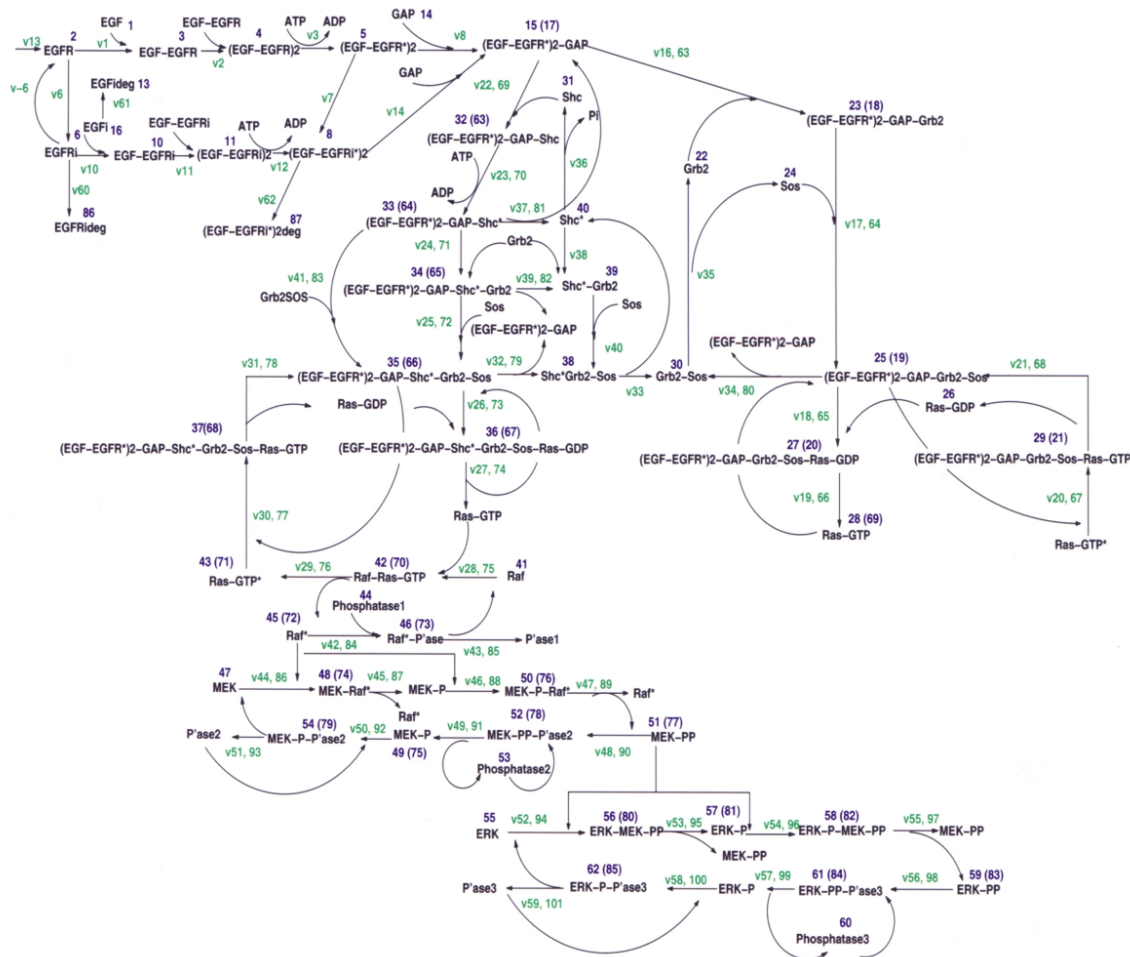 EGF 1
EGF-EGFR
ATP ADP
GAP 14
v13 2 EGFR v1 3 EGF-EGFR v2 4 (EGF-EGFR)2 v3 5 (EGF-EGFR*)2 v8 15 (17) (EGF-EGFR*)2-GAP v16, 63
v-6 v6 EGFideg 13 v61 EGFi 16
v7 GAP v14 v22, 69 31 Shc Pi
EGF-EGFRi ATP ADP
6 EGFRi v10 10 EGF-EGFRi v11 11 (EGF-EGFRi)2 v12 8 (EGF-EGFRi*)2
32 (63) (EGF-EGFR*)2-GAP-Shc v36
23 (18) (EGF-EGFR*)2-GAP-Grb2
v60 v62 ATP v23, 70 ADP
22 Grb2 24 Sos
86 EGFRideg
87 (EGF-EGFRi*)2deg
33 (64) (EGF-EGFR*)2-GAP-Shc* v37, 81 40 Shc*
v17, 64
v24, 71 Grb2 v38 v35
v41, 83 Grb2SOS
34 (65) (EGF-EGFR*)2-GAP-Shc*-Grb2 v39, 82 39 Shc*-Grb2
Sos Sos
v25, 72 (EGF-EGFR*)2-GAP v40
(EGF-EGFR*)2-GAP
v31, 78 35 (66) (EGF-EGFR*)2-GAP-Shc*-Grb2-Sos v32, 79 38 Shc*Grb2-Sos v33 30 Grb2-Sos v34, 80 25 (19) (EGF-EGFR*)2-GAP-Grb2-Sos v21, 68
Ras-GDP v26, 73 v18, 65 26 Ras-GDP
37(68) (EGF-EGFR*)2-GAP-Shc*-Grb2-Sos-Ras-GTP
36 (67) (EGF-EGFR*)2-GAP-Shc*-Grb2-Sos-Ras-GDP
27 (20) (EGF-EGFR*)2-GAP-Grb2-Sos-Ras-GDP
29 (21) (EGF-EGFR*)2-GAP-Grb2-Sos-Ras-GTP
v27, 74 v19, 66 v20, 67
v30, 77 Ras-GTP 28 (69) Ras-GTP Ras-GTP*
43 (71) Ras-GTP* v29, 76 42 (70) Raf-Ras-GTP v28, 75 41 Raf
44 Phosphatase1
45 (72) Raf* 46 (73) Raf*-P'ase P'ase1
v42, 84 v43, 85
47 MEK v44, 86 48 (74) MEK-Raf* v45, 87 MEK-P v46, 88 50 (76) MEK-P-Raf* v47, 89 Raf*
Raf*
P'ase2 54 (79) MEK-P-P'ase2 v50, 92 MEK-P 49 (75) v49, 91 52 (78) MEK-PP-P'ase2 v48, 90 51 (77) MEK-PP
v51, 93 53 Phosphatase2
55 ERK v52, 94 56 (80) ERK-MEK-PP v53, 95 57 (81) ERK-P v54, 96 58 (82) ERK-P-MEK-PP v55, 97 MEK-PP
MEK-PP
P'ase3 62 (85) ERK-P-P'ase3 v58, 100 ERK-P v57, 99 61 (84) ERK-PP-P'ase3 v56, 98 59 (83) ERK-PP
v59, 101
60 Phosphatase3